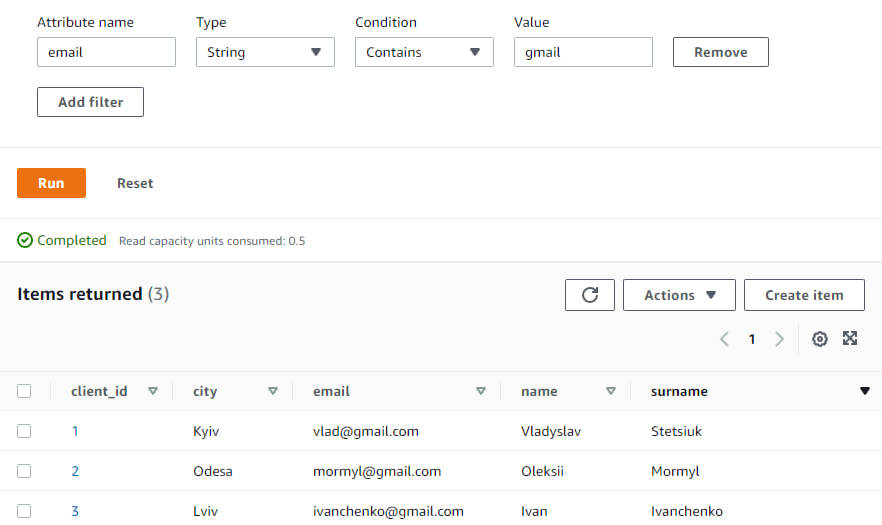 Attribute name Type Condition Value
email String Contains gmail Remove
Add filter
Run Reset
Completed Read capacity units consumed: 0.5
Items returned (3) Actions Create item
1
client_id city email name surname
1 Kyiv vlad@gmail.com Vladyslav Stetsiuk
2 Odesa mormyl@gmail.com Oleksii Mormyl
3 Lviv ivanchenko@gmail.com Ivan Ivanchenko